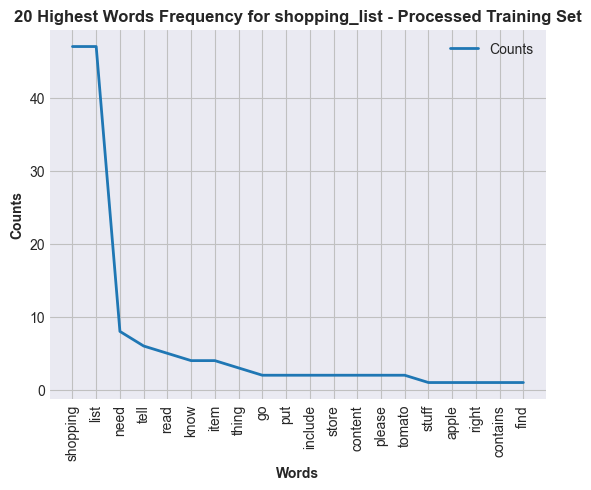 20 Highest Words Frequency for shopping_list - Processed Training Set
Counts
Counts
40
30
20
10
0
shopping
list
need
tell
read
know
item
thing
go
put
include
store
content
please
tomato
stuff
apple
right
contains
find
Words